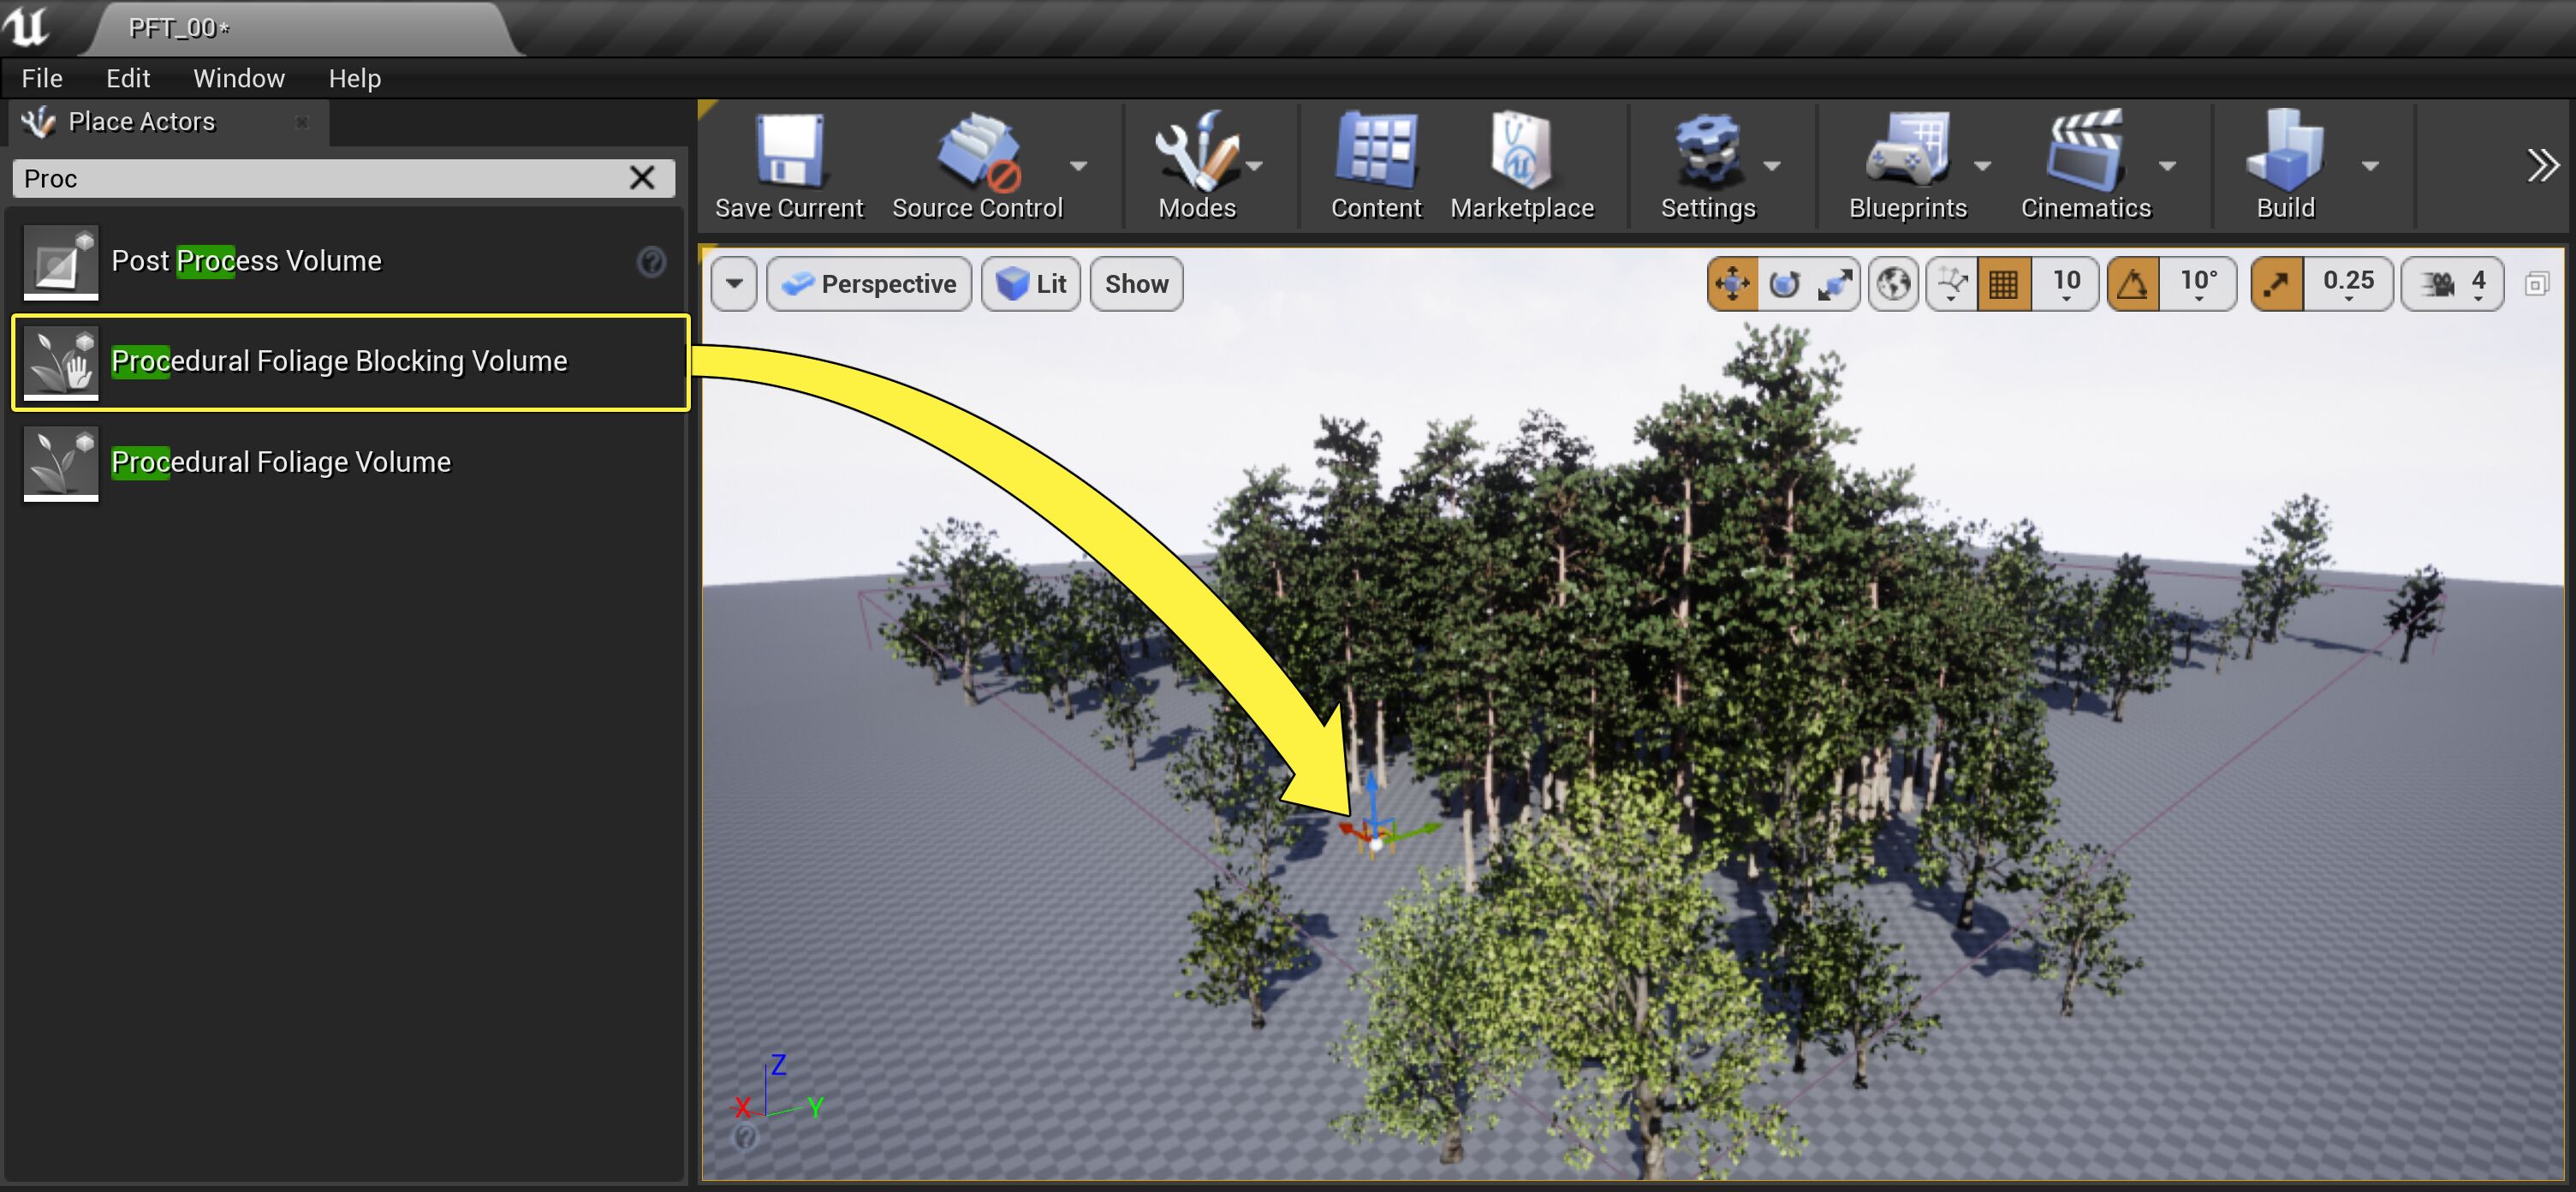 PFT_00*
File Edit Window Help
Place Actors
Proc
Post Process Volume
Procedural Foliage Blocking Volume
Procedural Foliage Volume
Save Current Source Control Modes Content Marketplace Settings Blueprints Cinematics Build
Perspective Lit Show 10 10° 0.25 4
Z
X Y